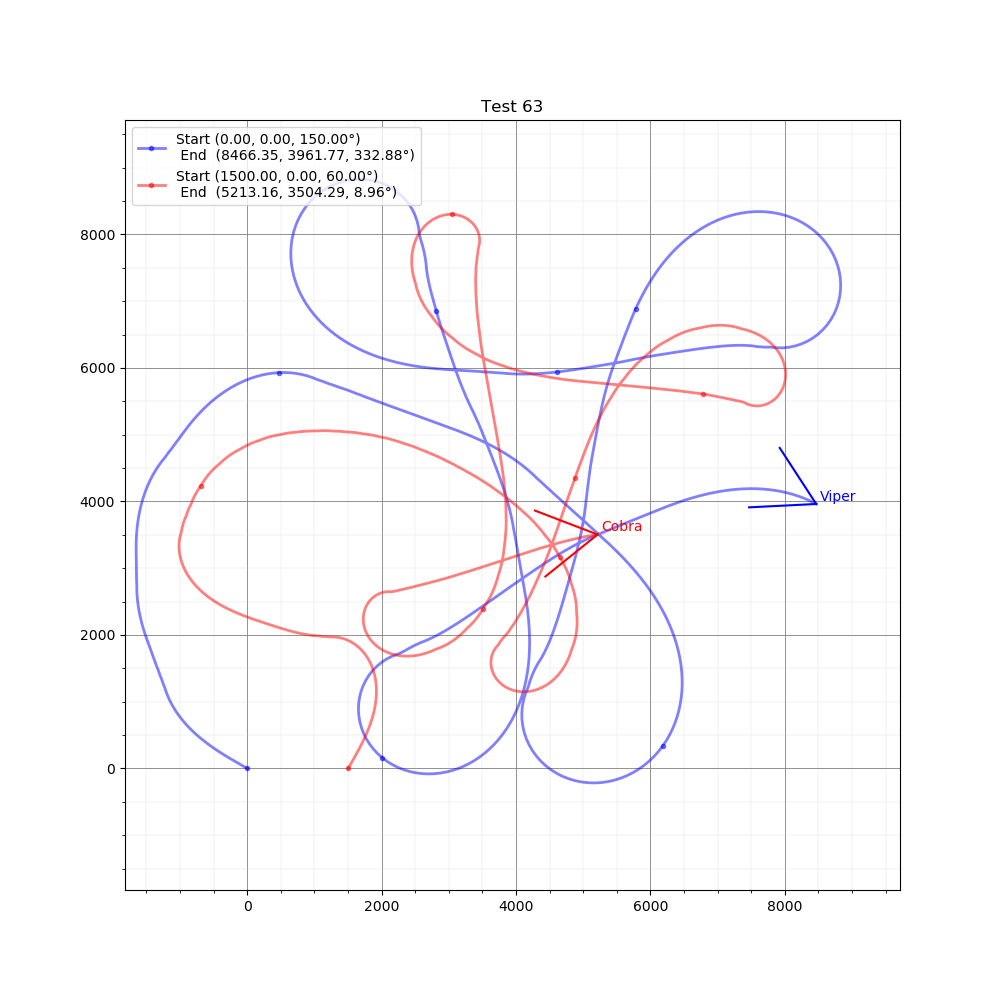 Test 63
Start (0.00, 0.00, 150.00°)
End  (8466.35, 3961.77, 332.88°)
Start (1500.00, 0.00, 60.00°)
End  (5213.16, 3504.29, 8.96°)
8000
6000
4000
2000
0
Viper
Cobra
0 2000 4000 6000 8000